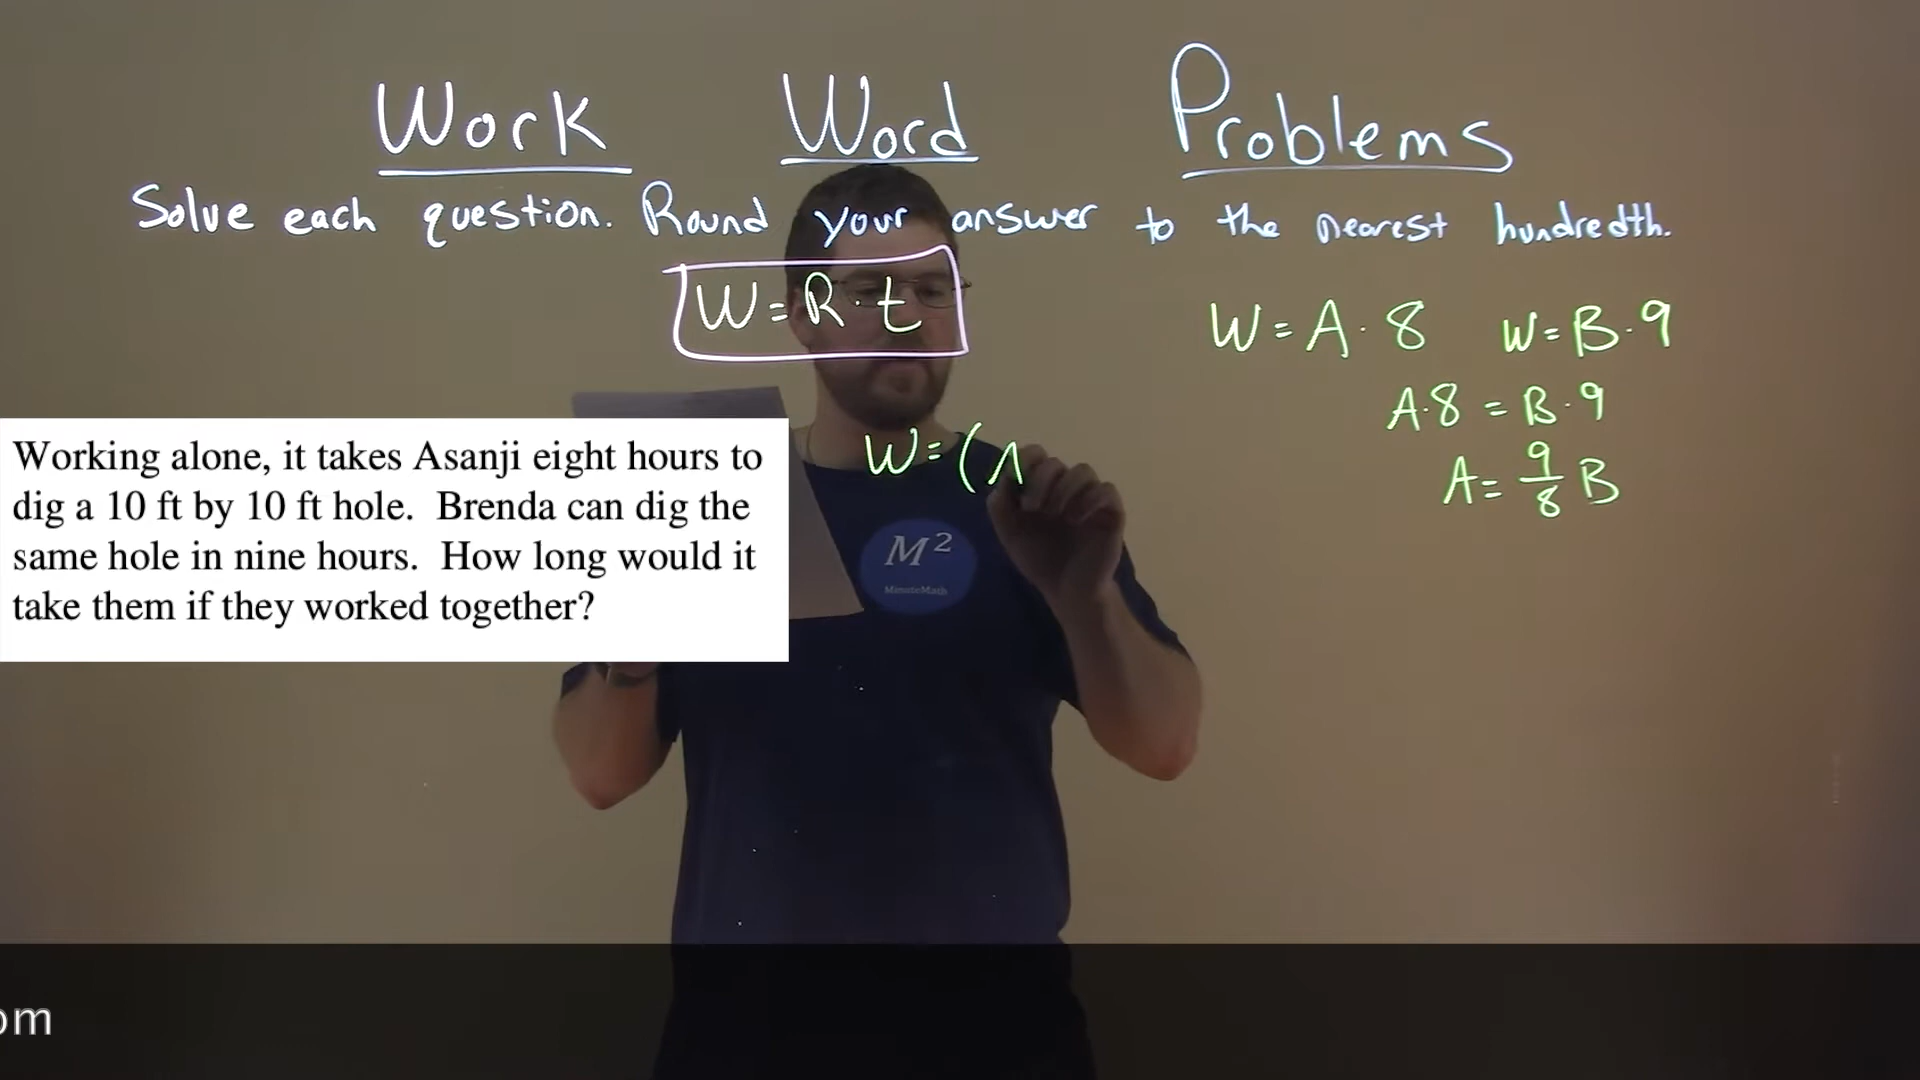 Work Word Problems
Solve each question. Round your answer to the nearest hundredth.
W=R·t
W=A·8 W=B·9
A·8=B·9
A=9/8 B
W=(A
Working alone, it takes Asanji eight hours to
dig a 10 ft by 10 ft hole. Brenda can dig the
same hole in nine hours. How long would it
take them if they worked together?
M²
MinuteMath
om